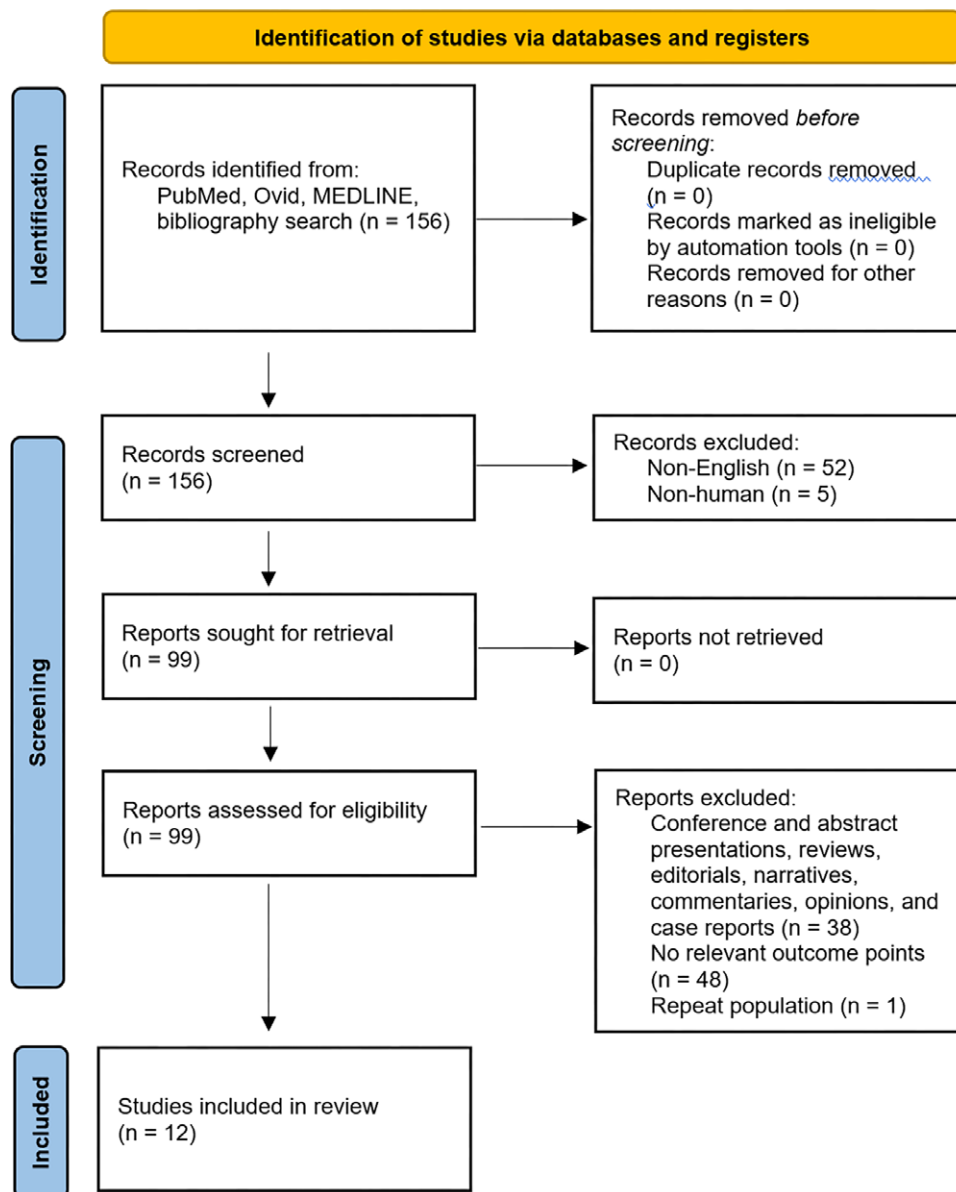 Identification of studies via databases and registers
Identification
Records identified from:
PubMed, Ovid, MEDLINE,
bibliography search (n = 156)
Records removed before
screening:
Duplicate records removed
(n = 0)
Records marked as ineligible
by automation tools (n = 0)
Records removed for other
reasons (n = 0)
Screening
Records screened
(n = 156)
Records excluded:
Non-English (n = 52)
Non-human (n = 5)
Reports sought for retrieval
(n = 99)
Reports not retrieved
(n = 0)
Reports assessed for eligibility
(n = 99)
Reports excluded:
Conference and abstract
presentations, reviews,
editorials, narratives,
commentaries, opinions, and
case reports (n = 38)
No relevant outcome points
(n = 48)
Repeat population (n = 1)
Included
Studies included in review
(n = 12)